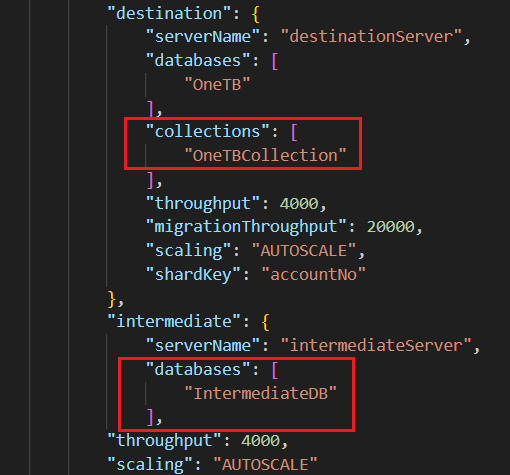 "destination": {
"serverName": "destinationServer",
"databases": [
"OneTB"
],
"collections": [
"OneTBCollection"
],
"throughput": 4000,
"migrationThroughput": 20000,
"scaling": "AUTOSCALE",
"shardKey": "accountNo"
},
"intermediate": {
"serverName": "intermediateServer",
"databases": [
"IntermediateDB"
],
"throughput": 4000,
"scaling": "AUTOSCALE"